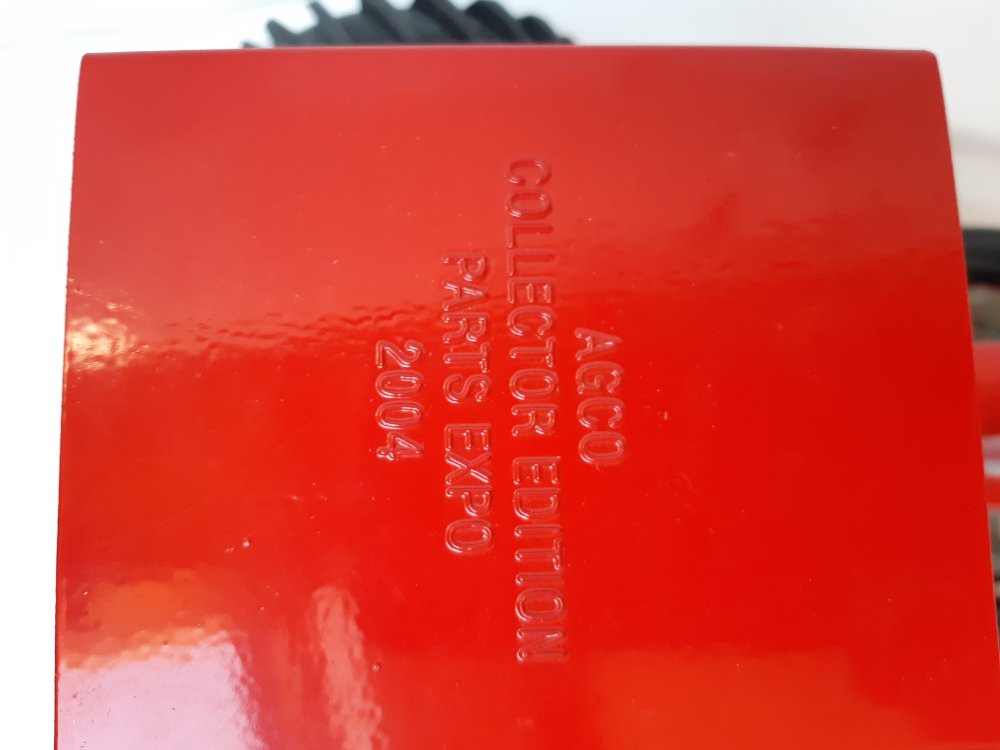 AGCO
COLLECTOR EDITION
PARTS EXPO
2004